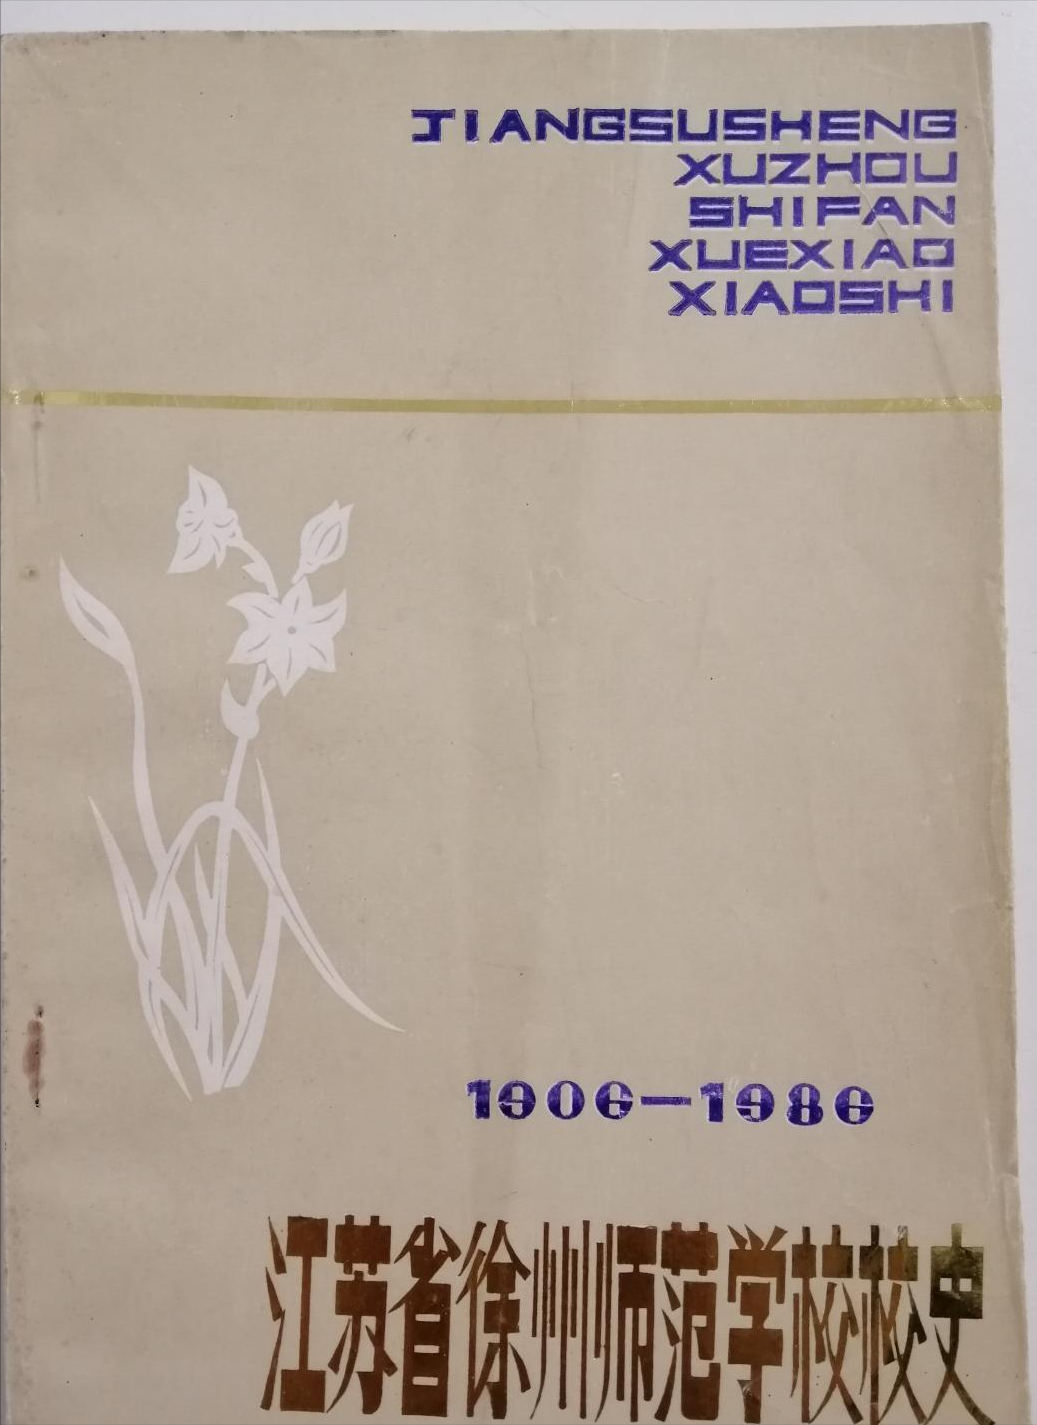 JIANGSUSHENG
XUZHOU
SHIFAN
XUEXIAO
XIAOSHI
1906—1986
江苏省徐州师范学校校史